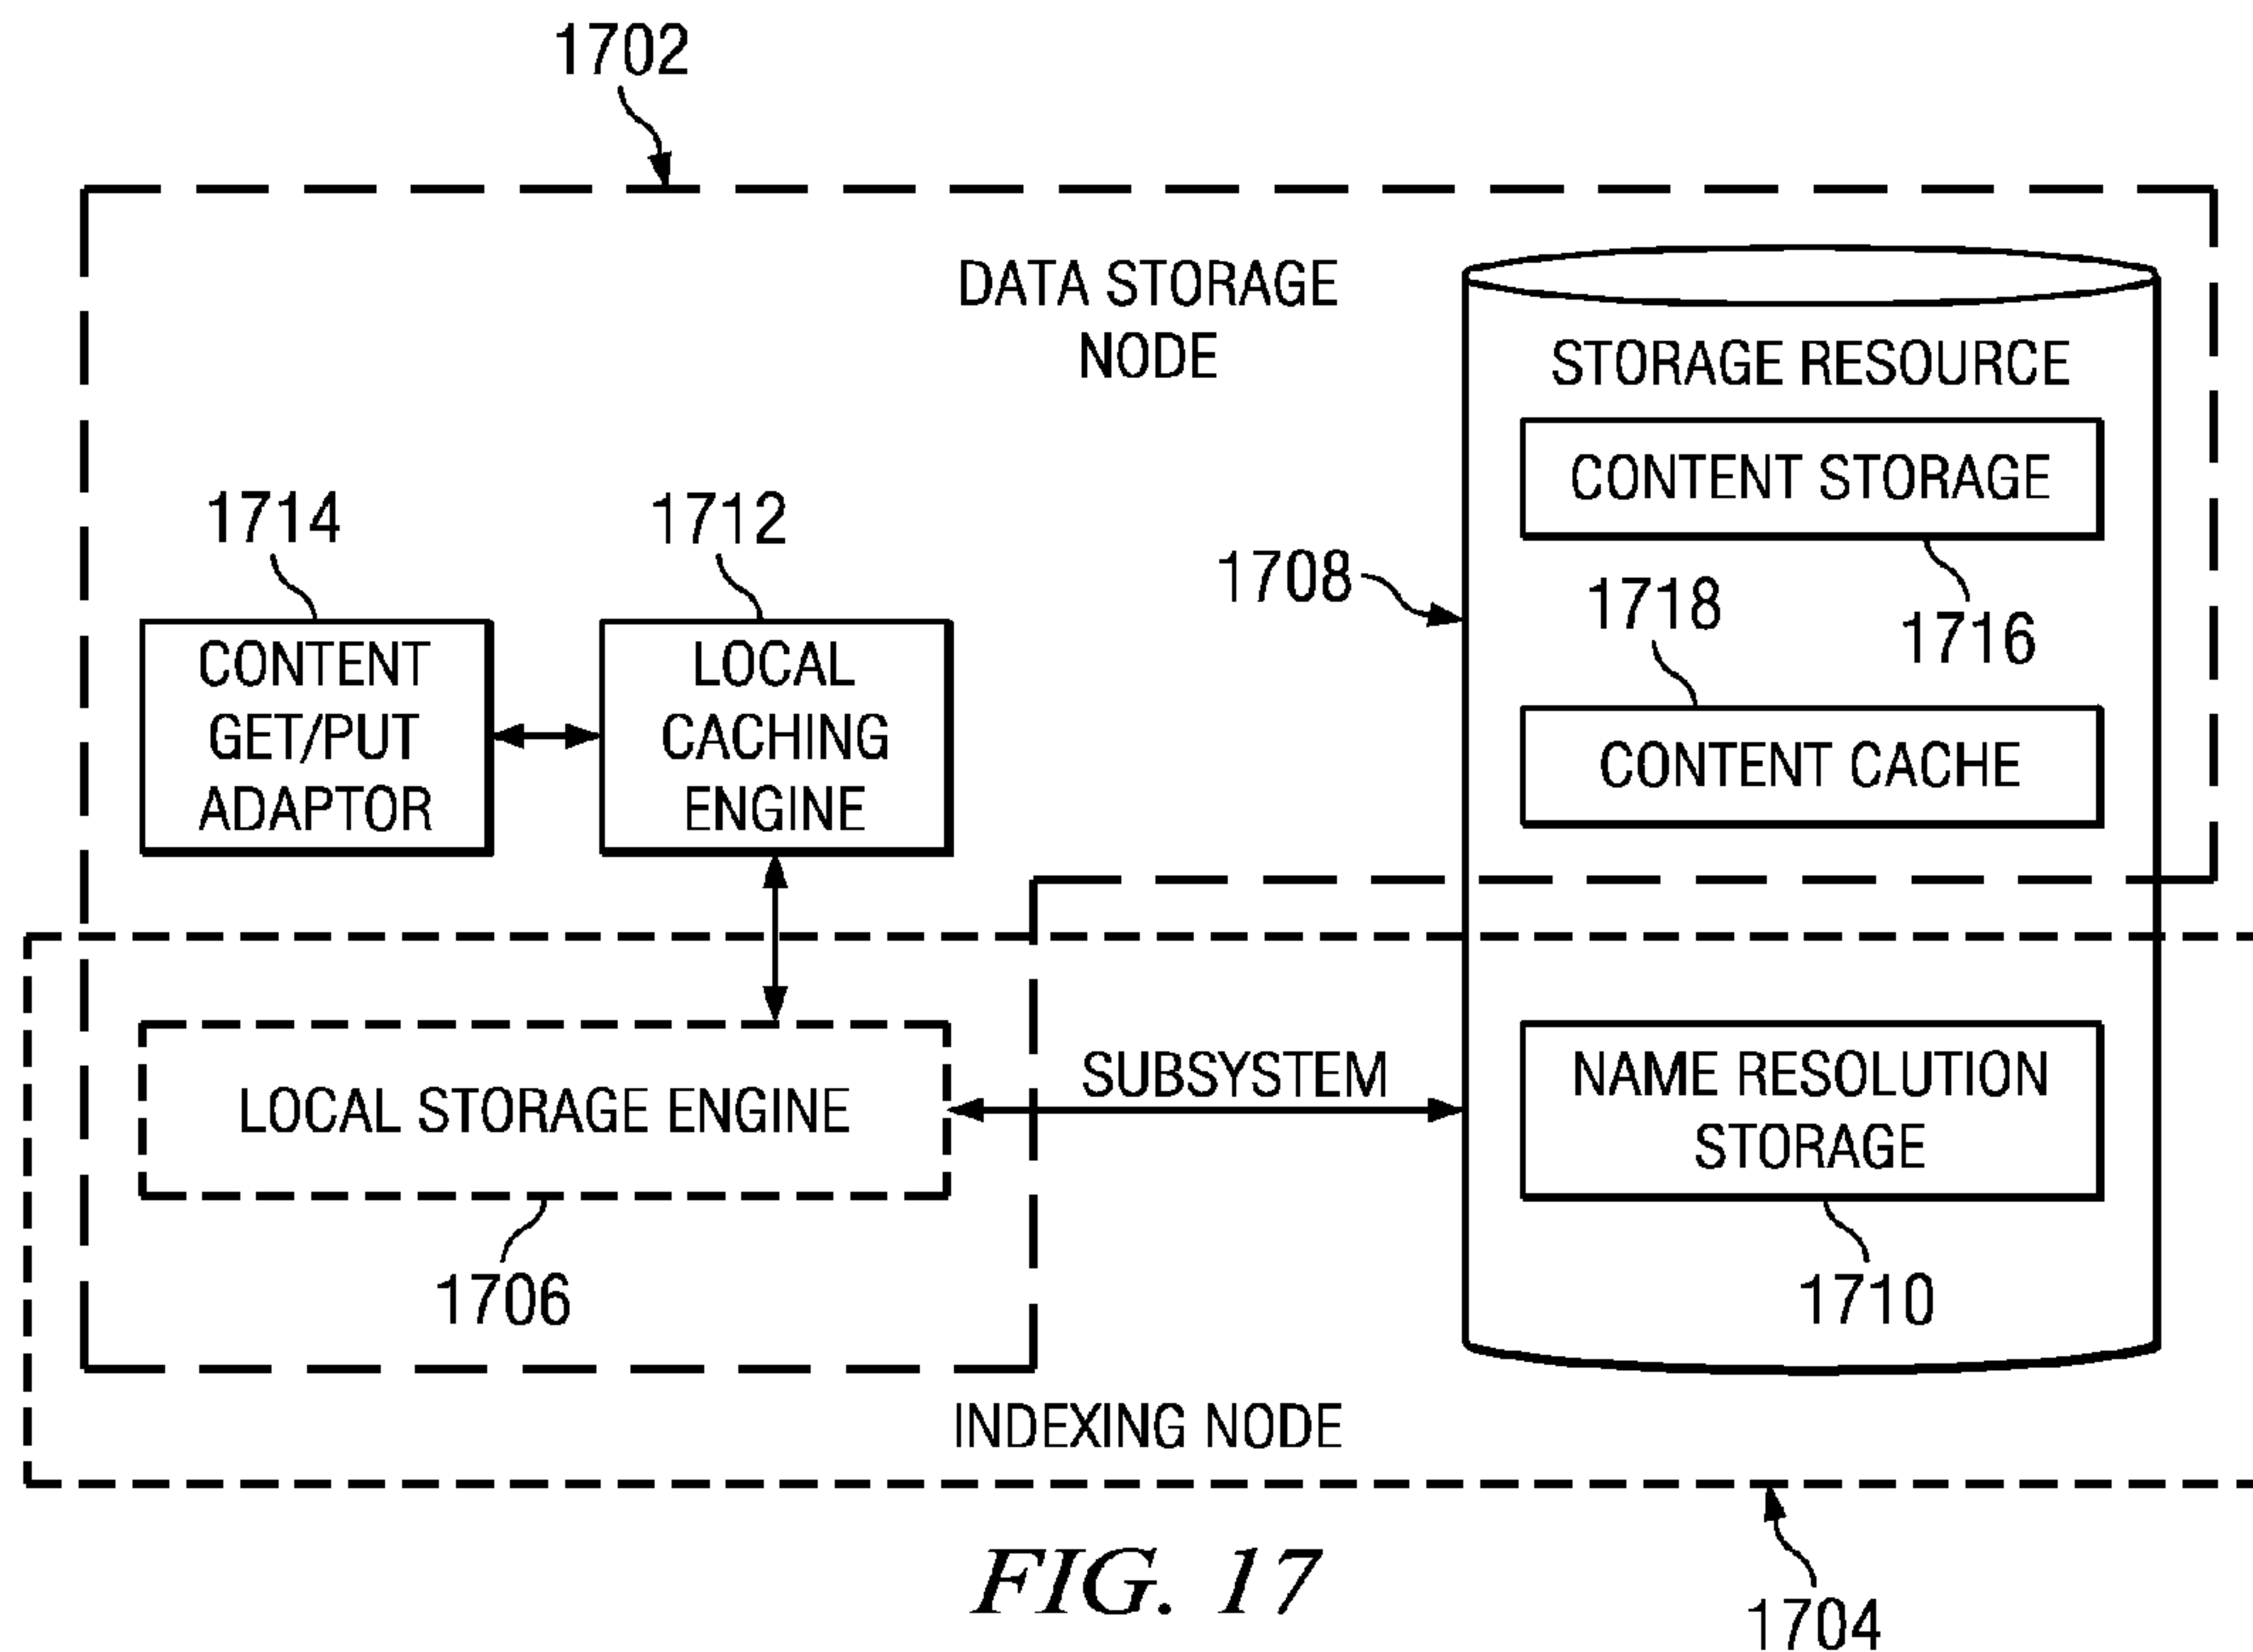 1702
DATA STORAGE
NODE
STORAGE RESOURCE
CONTENT STORAGE
1716
1708
1718
CONTENT CACHE
1714
CONTENT
GET/PUT
ADAPTOR
1712
LOCAL
CACHING
ENGINE
LOCAL STORAGE ENGINE
1706
SUBSYSTEM
NAME RESOLUTION
STORAGE
1710
INDEXING NODE
1704
FIG. 17